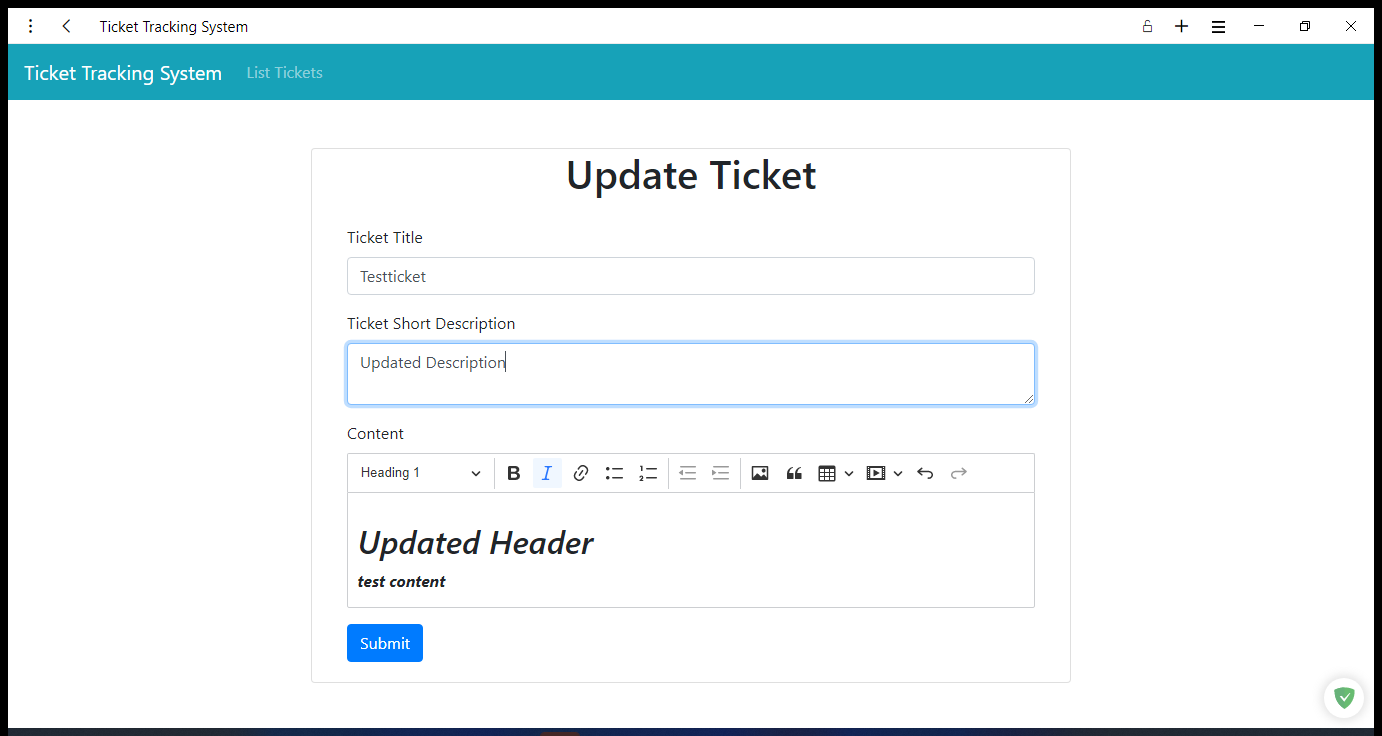 Ticket Tracking System
Ticket Tracking System List Tickets
Update Ticket
Ticket Title
Testticket
Ticket Short Description
Updated Description
Content
Heading 1 B I
Updated Header
test content
Submit